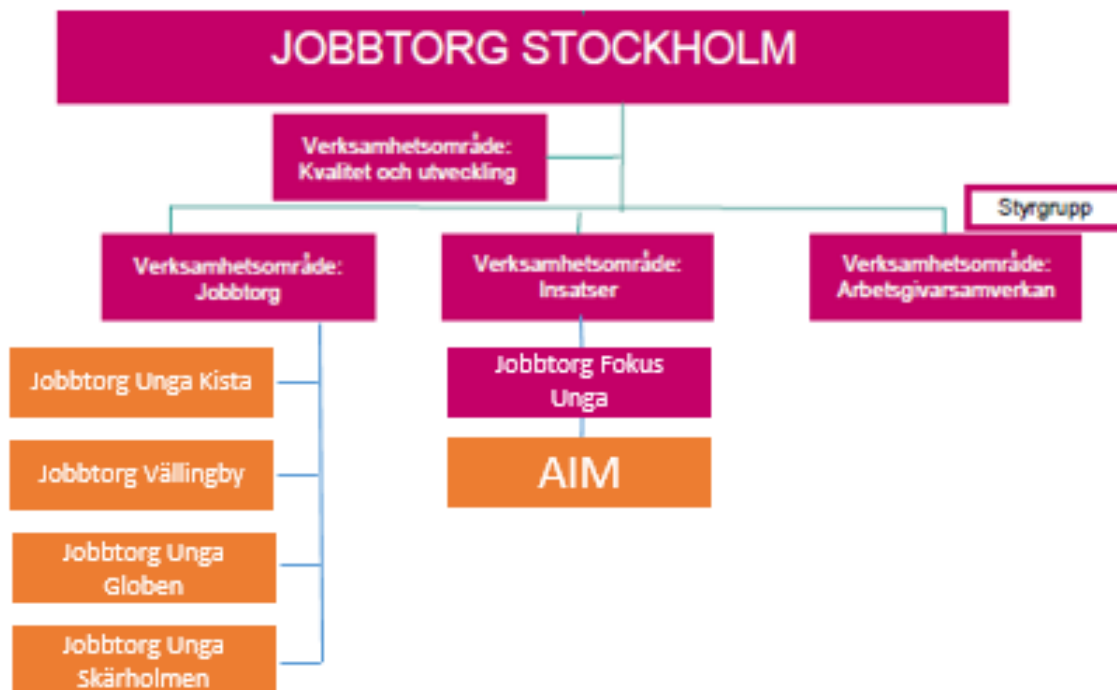 JOBBTORG STOCKHOLM
Verksamhetsområde:
Kvalitet och utveckling
Styrgrupp
Verksamhetsområde:
Jobbtorg
Verksamhetsområde:
Insatser
Verksamhetsområde:
Arbetsgivarsamverkan
Jobbtorg Unga Kista
Jobbtorg Vällingby
Jobbtorg Unga
Globen
Jobbtorg Unga
Skärholmen
Jobbtorg Fokus
Unga
AIM